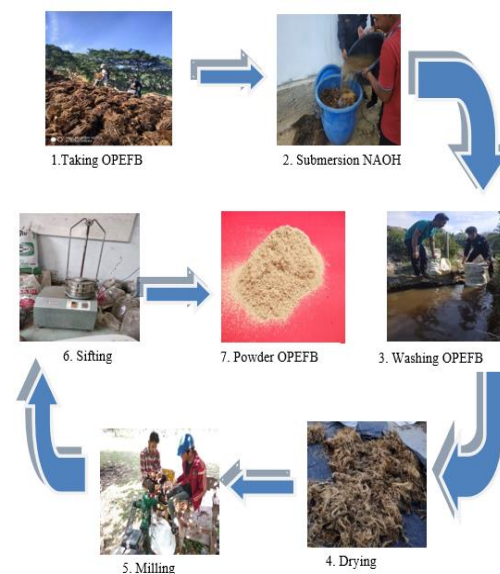 1.Taking OPEFB
2. Submersion NAOH
3. Washing OPEFB
4. Drying
5. Milling
6. Sifting
7. Powder OPEFB